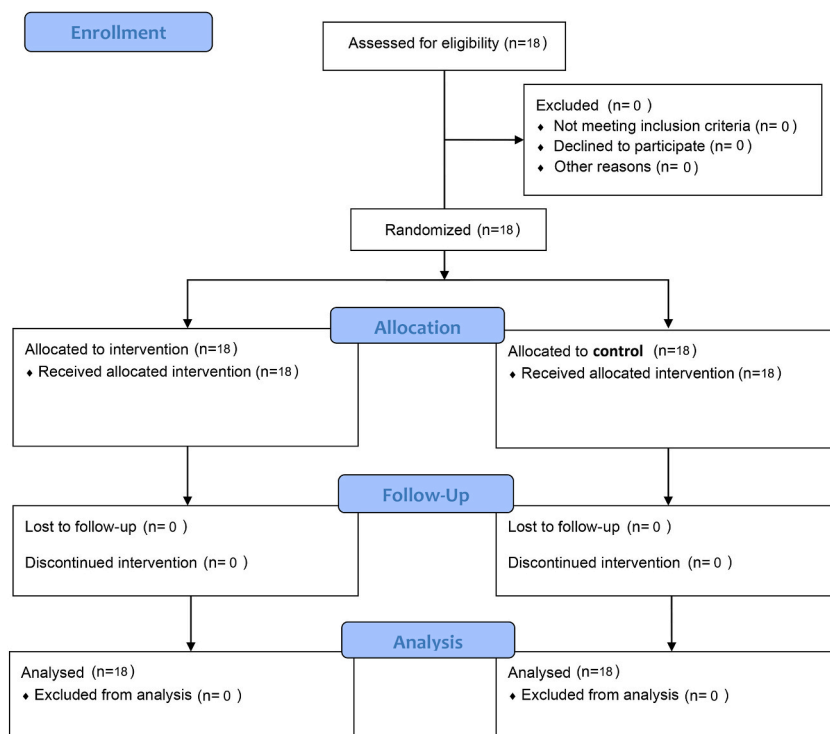 Enrollment
Assessed for eligibility (n=18)
Excluded (n= 0 )
♦ Not meeting inclusion criteria (n= 0 )
♦ Declined to participate (n= 0 )
♦ Other reasons (n= 0 )
Randomized (n=18 )
Allocation
Allocated to intervention (n=18 )
♦ Received allocated intervention (n=18 )
Allocated to control (n=18 )
♦ Received allocated intervention (n=18 )
Follow-Up
Lost to follow-up (n= 0 )
Discontinued intervention (n= 0 )
Lost to follow-up (n= 0 )
Discontinued intervention (n= 0 )
Analysis
Analysed (n=18 )
♦ Excluded from analysis (n= 0 )
Analysed (n=18 )
♦ Excluded from analysis (n= 0 )